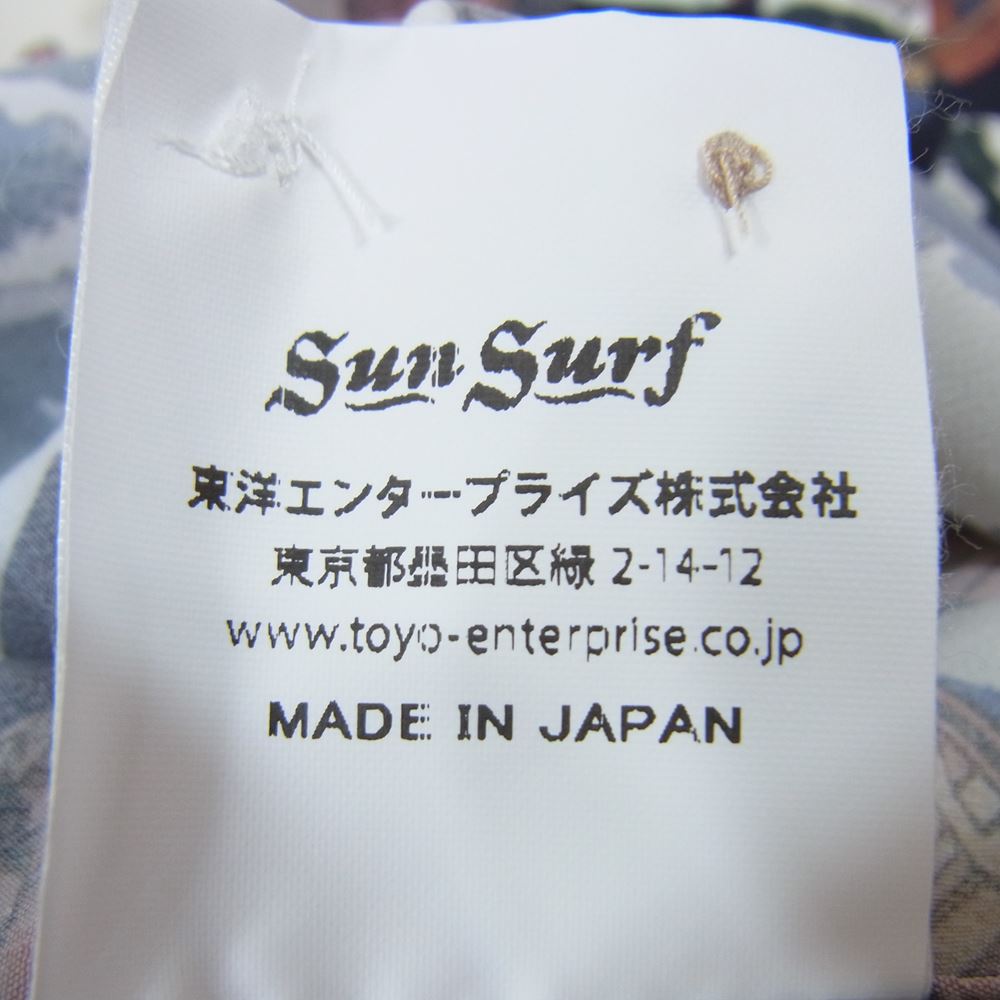 Sun Surf
東洋エンタープライズ株式会社
東京都墨田区緑 2-14-12
www.toyo-enterprise.co.jp
MADE IN JAPAN